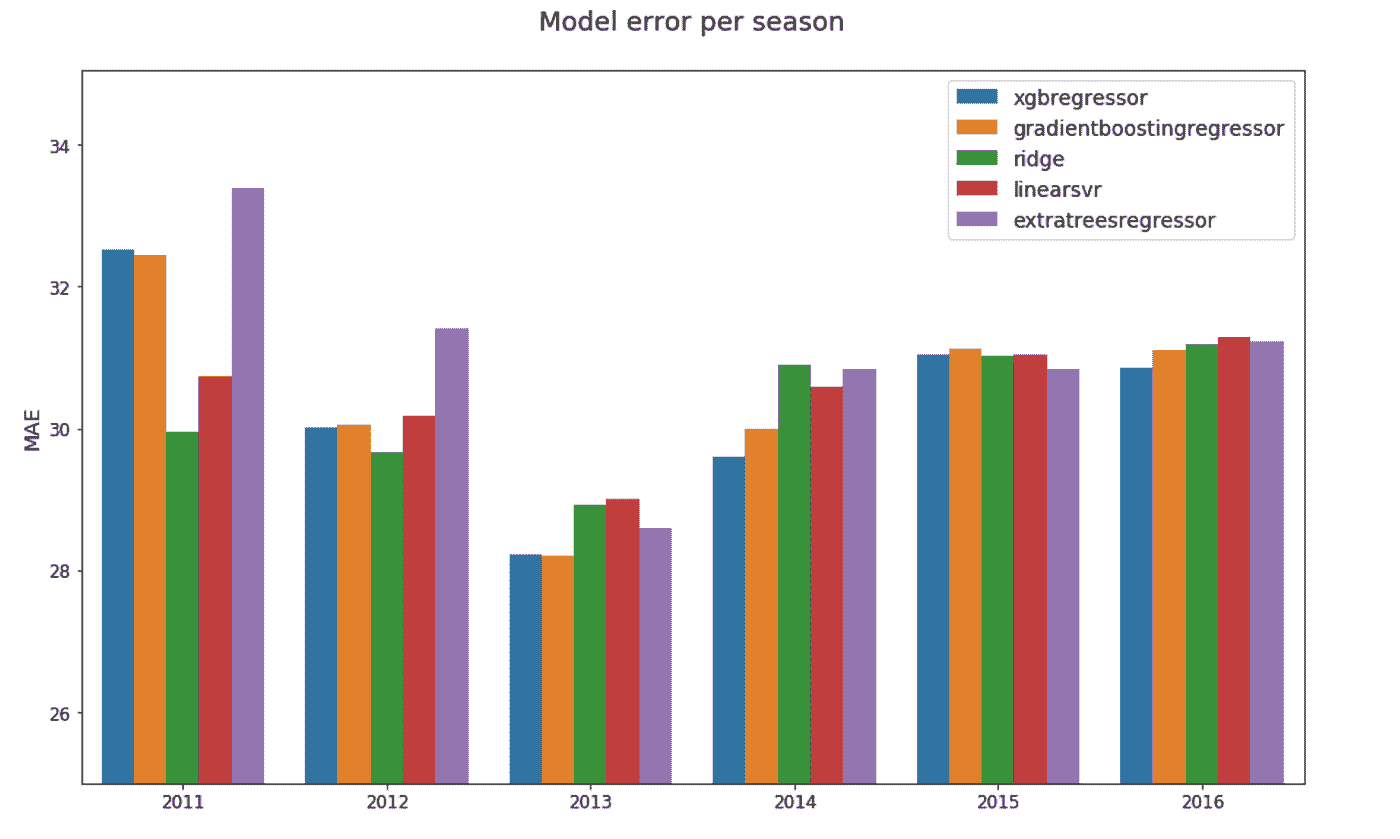 Model error per season
xgbregressor
gradientboostingregressor
ridge
linearsvr
extratreesregressor
MAE
34
32
30
28
26
2011 2012 2013 2014 2015 2016